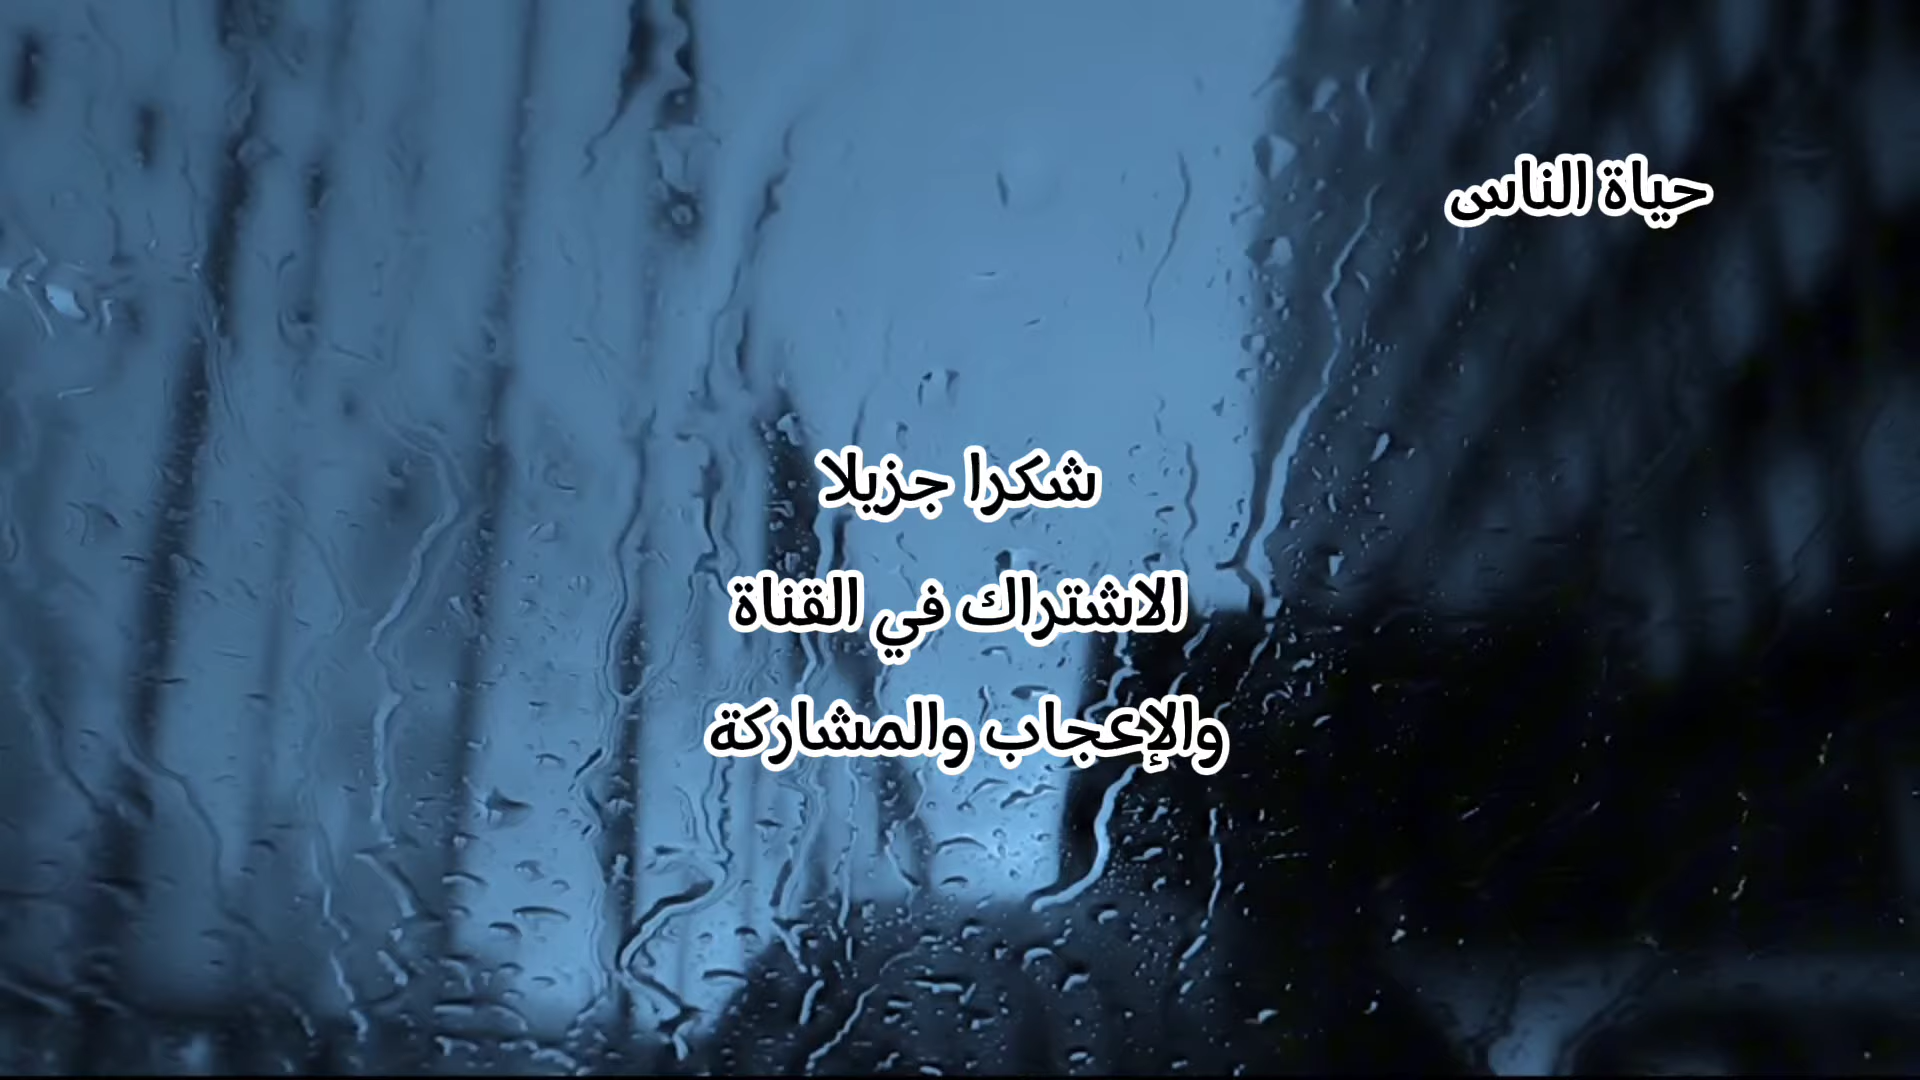 حياة الناس
شكرا جزيلا
الاشتراك في القناة
والإعجاب والمشاركة